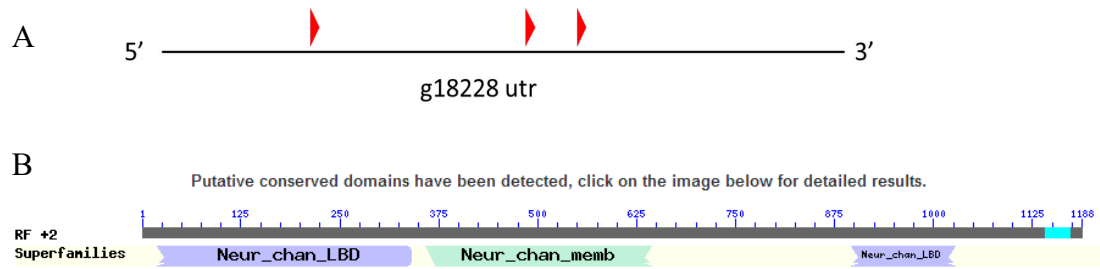 A
5’ 3’
g18228 utr
B
Putative conserved domains have been detected, click on the image below for detailed results.
1 125 250 375 500 625 750 875 1000 1125 1188
RF +2
Superfamilies Neur_chan_LBD Neur_chan_memb Neur_chan_LBD